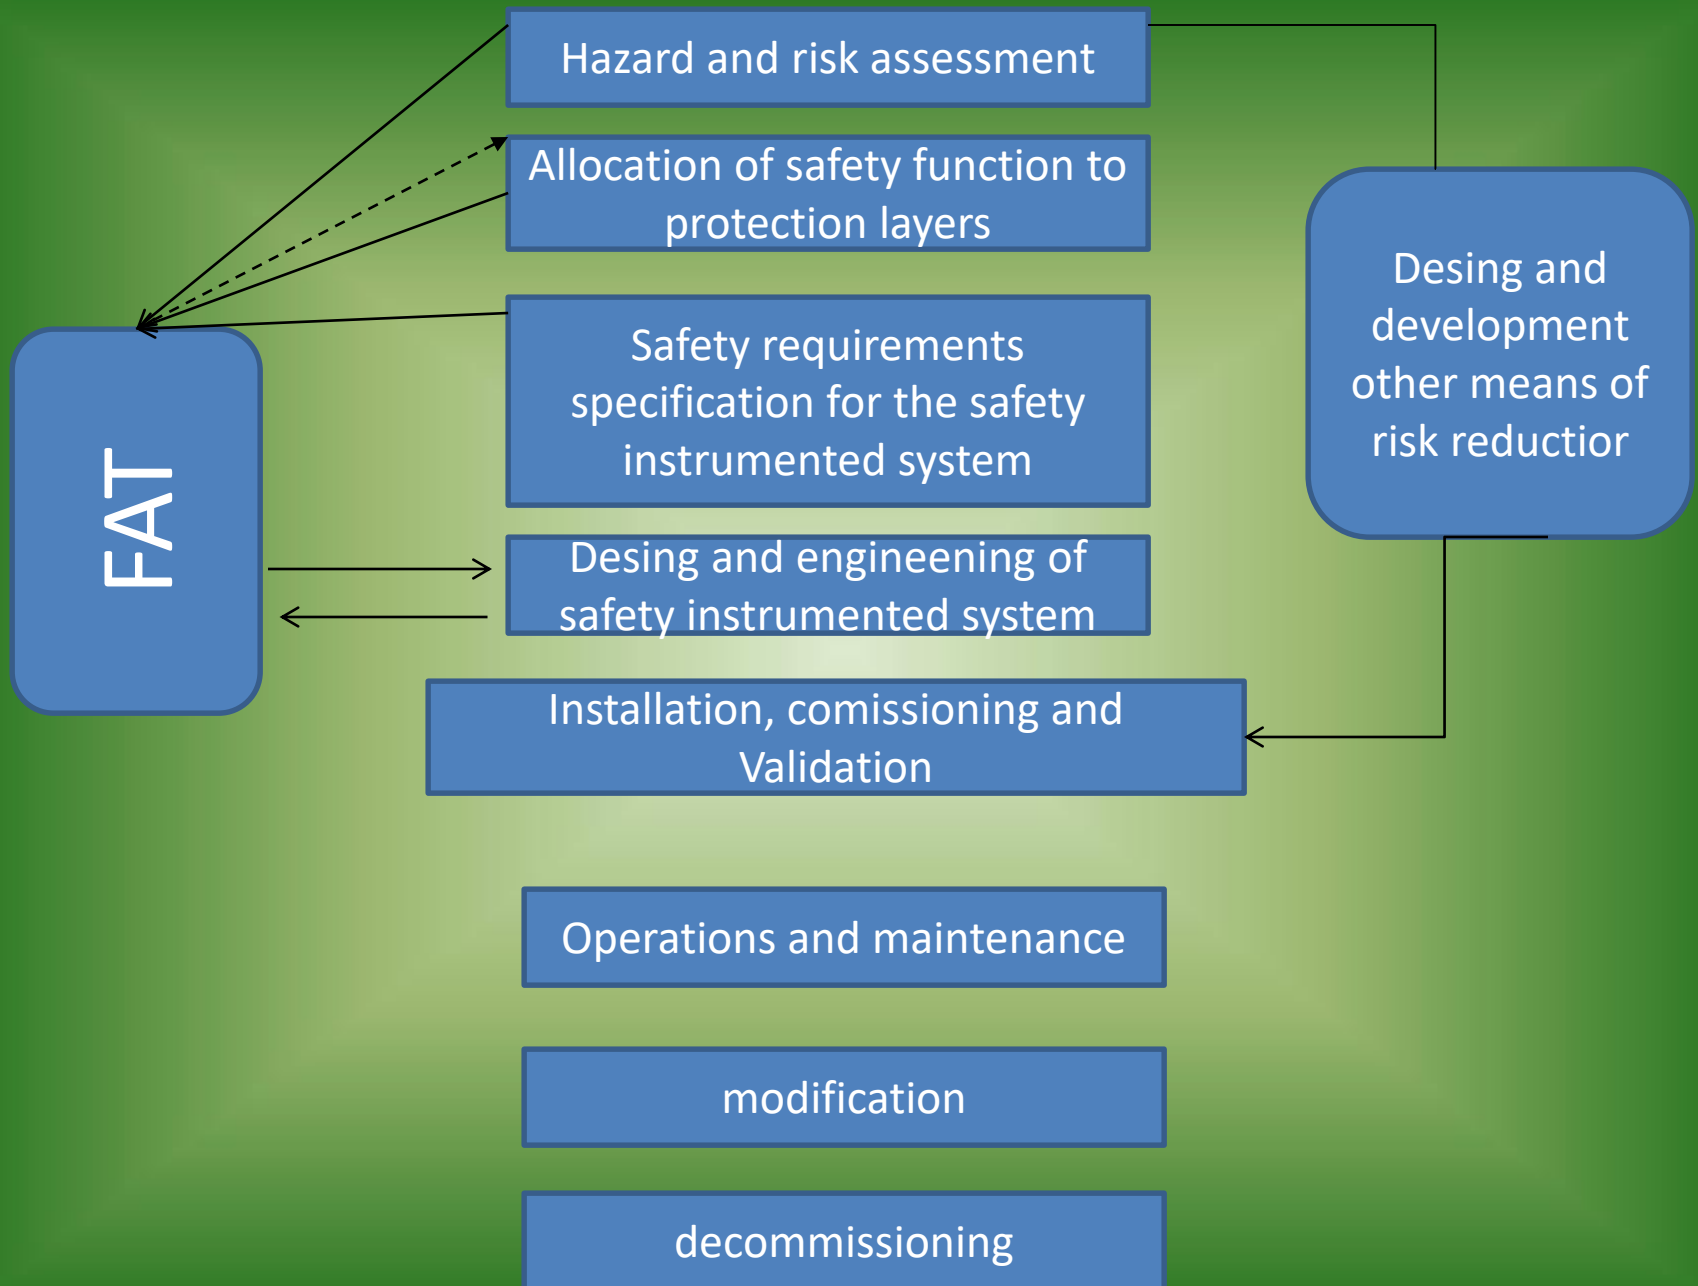 Hazard and risk assessment
Allocation of safety function to
protection layers
Safety requirements
specification for the safety
instrumented system
Desing and
development
other means of
risk reductior
FAT
Desing and engineening of
safety instrumented system
Installation, comissioning and
Validation
Operations and maintenance
modification
decommissioning